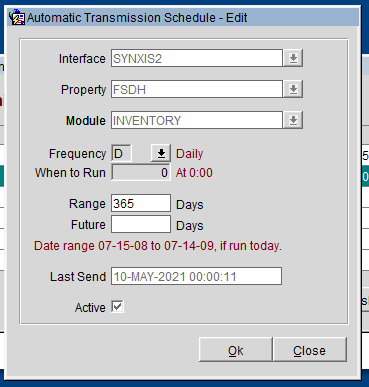 Automatic Transmission Schedule - Edit
Interface SYNXIS2
Property FSDH
Module INVENTORY
Frequency D Daily
When to Run 0 At 0:00
Range 365 Days
Future Days
Date range 07-15-08 to 07-14-09, if run today.
Last Send 10-MAY-2021 00:00:11
Active
Ok Close